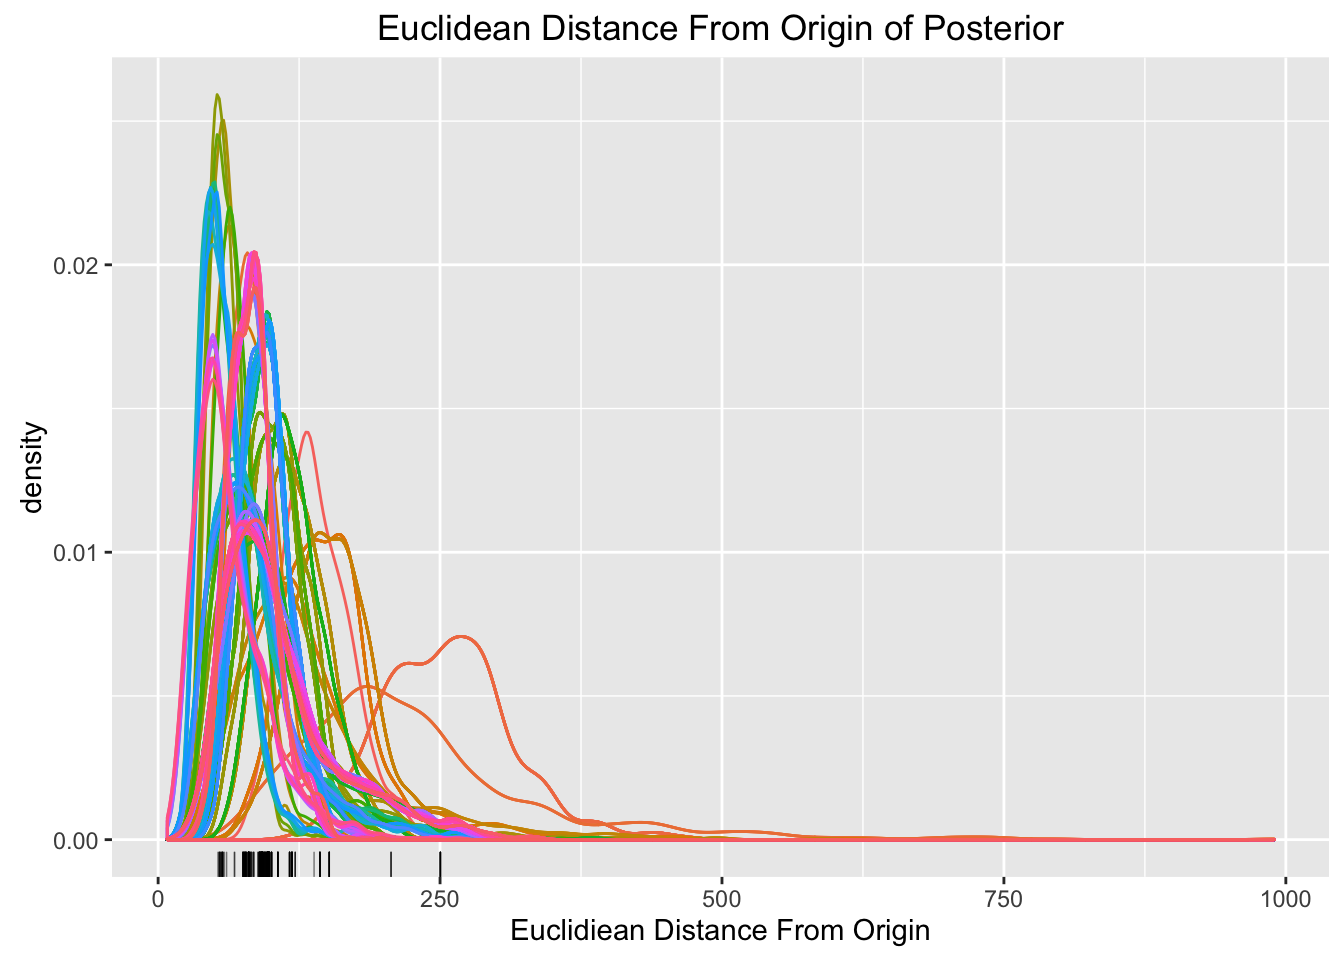 Euclidean Distance From Origin of Posterior
density
0.02
0.01
0.00
0
250
500
750
1000
Euclidiean Distance From Origin